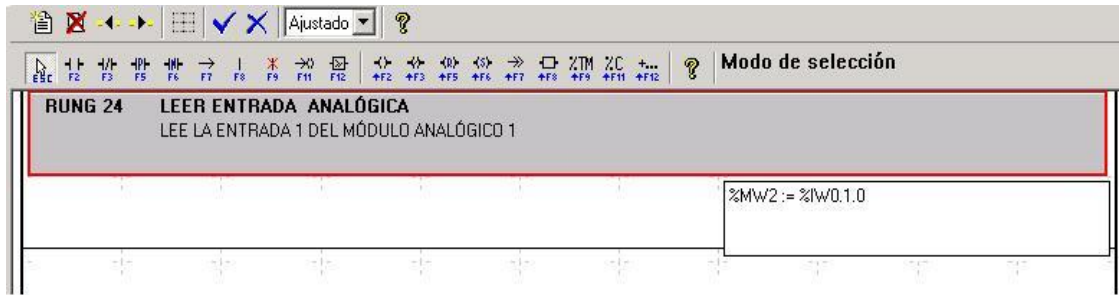 Ajustado
ESC F2 F3 F5 F6 F7 F8 F9 F11 F12 +F2 +F3 +F5 +F6 +F7 +F8 +F9 +F11 +F12 Modo de selección
%TM %C
RUNG 24 LEER ENTRADA ANALÓGICA
LEE LA ENTRADA 1 DEL MÓDULO ANALÓGICO 1
%MW2 := %IW0.1.0